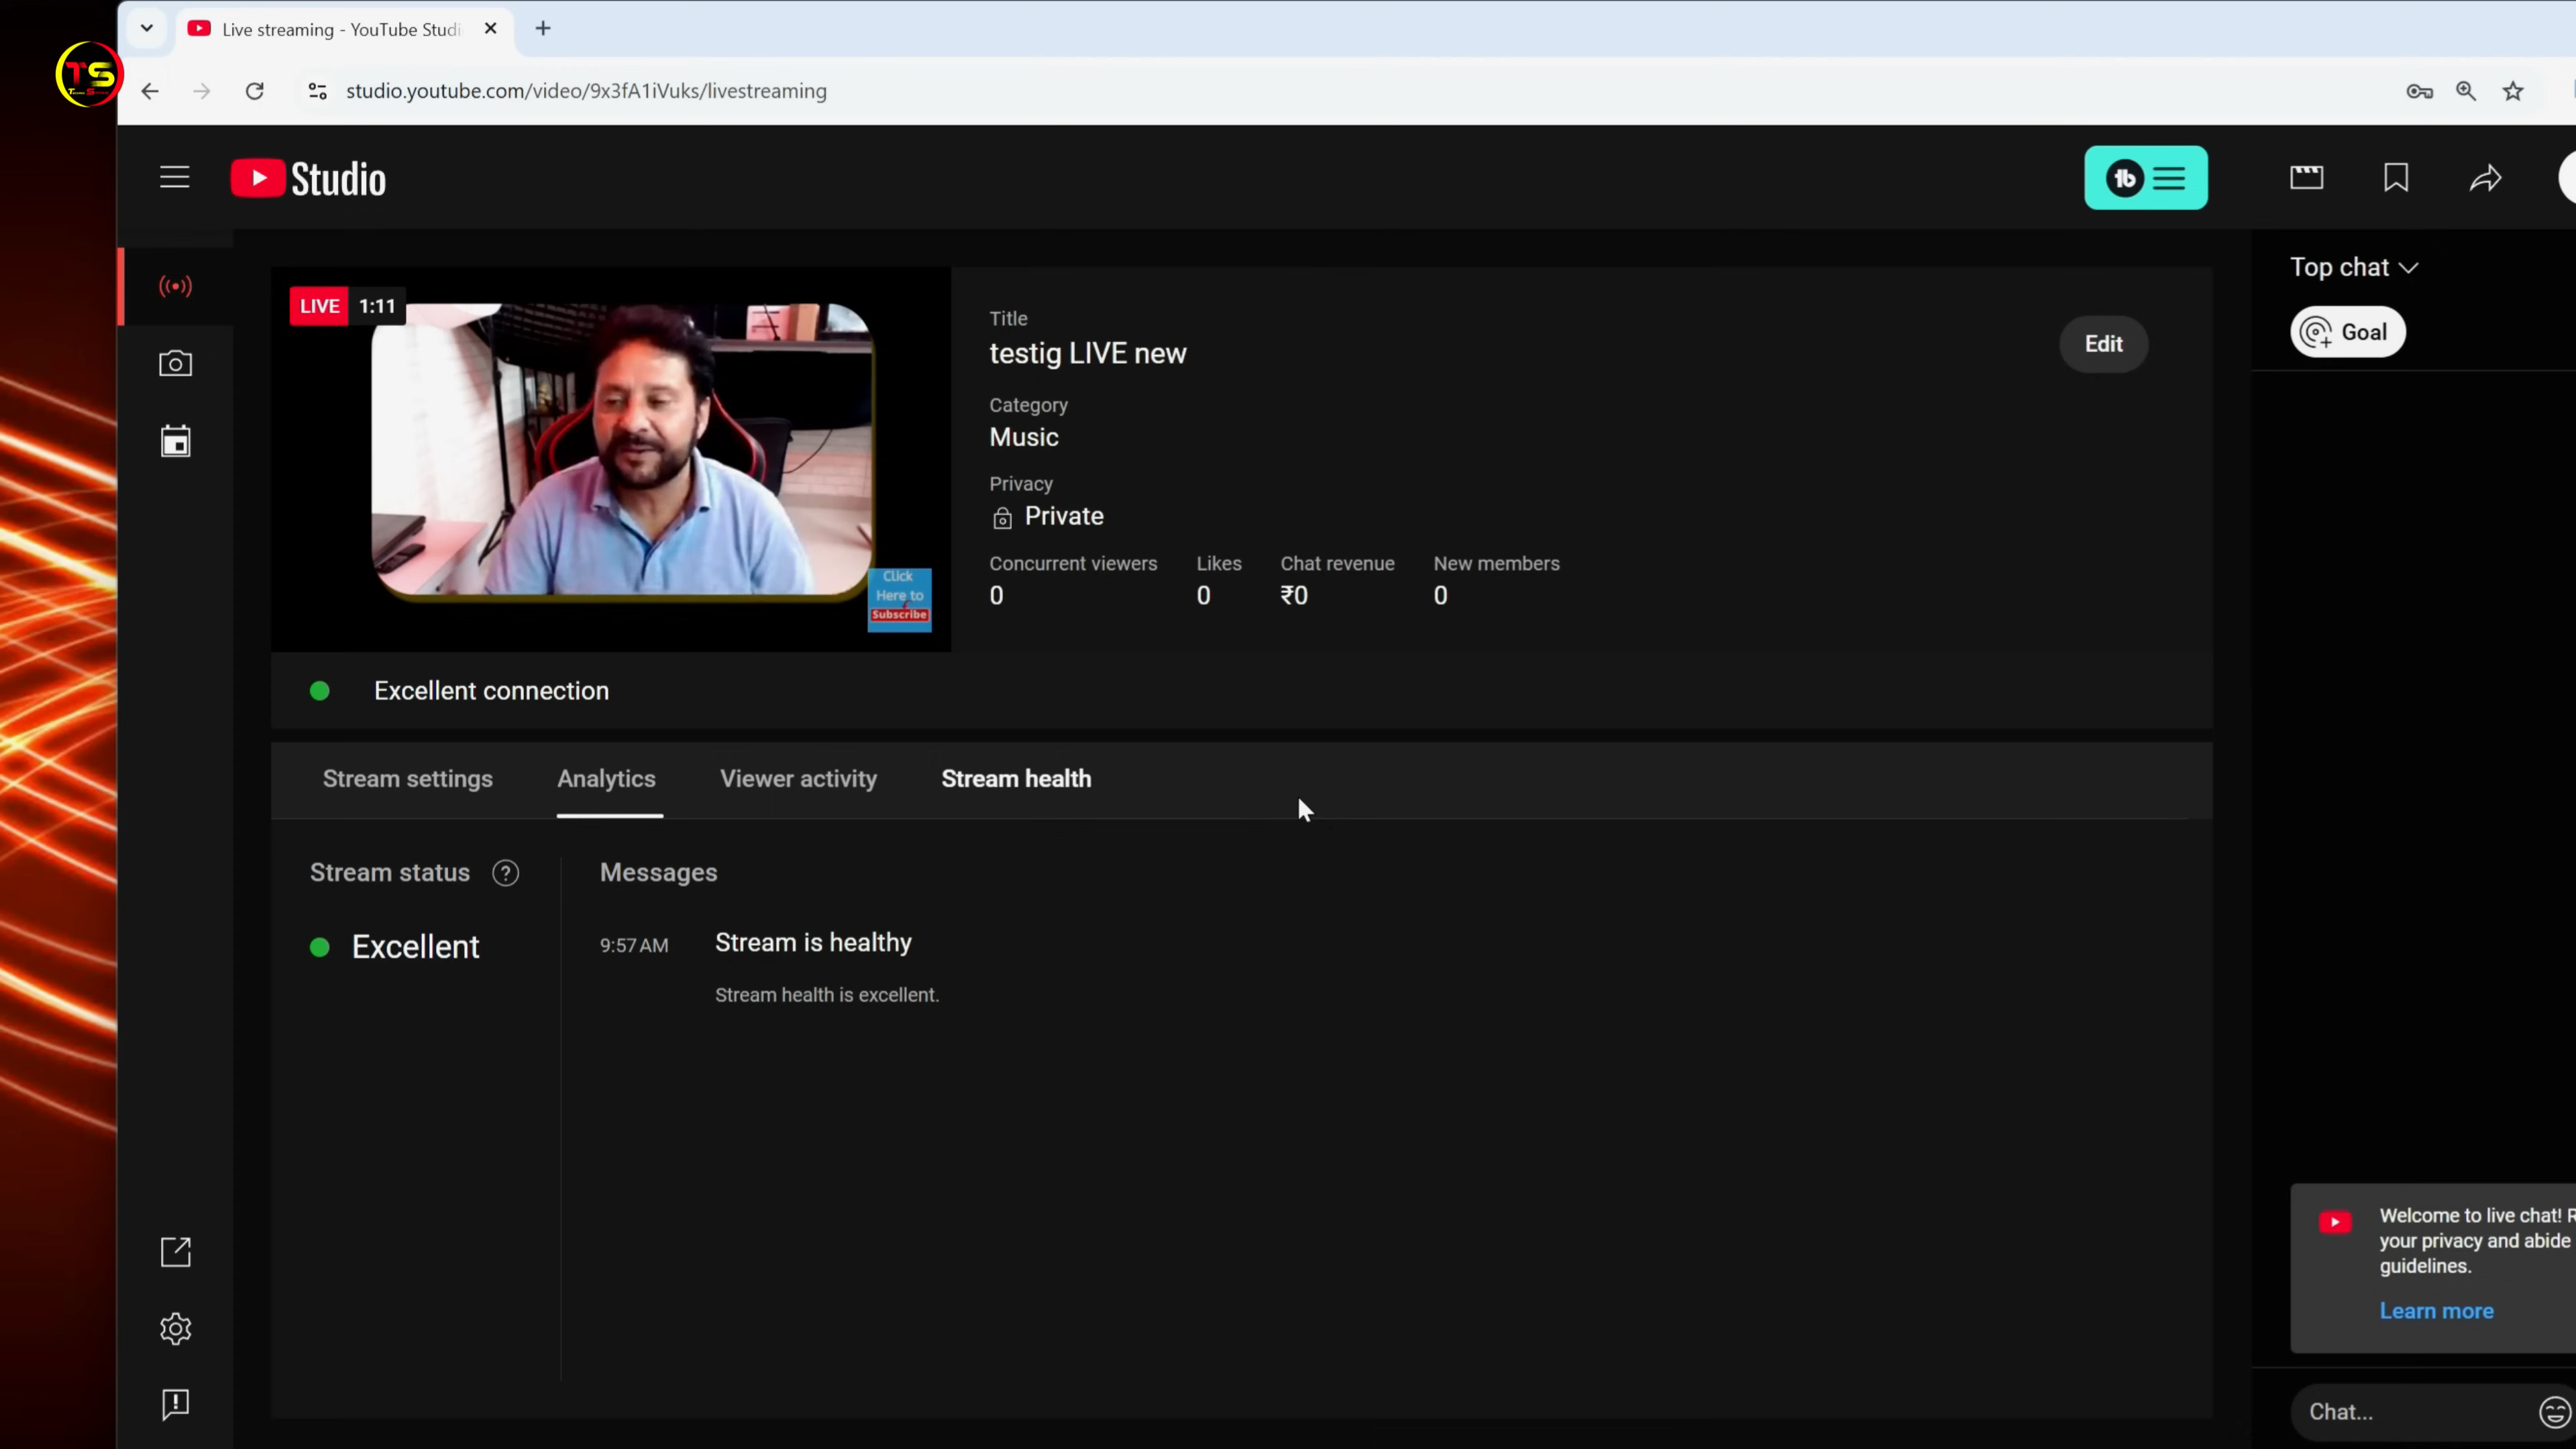 Live streaming - YouTube Studi
TS
studio.youtube.com/video/9x3fA1iVuks/livestreaming
Studio
tb
LIVE 1:11
Click
Here to
Subscribe
Title
testig LIVE new
Edit
Category
Music
Privacy
Private
Concurrent viewers Likes Chat revenue New members
0 0 ₹0 0
Excellent connection
Stream settings Analytics Viewer activity Stream health
Stream status ? Messages
Excellent
9:57 AM Stream is healthy
Stream health is excellent.
Top chat
Goal
Welcome to live chat! R
your privacy and abide
guidelines.
Learn more
Chat...